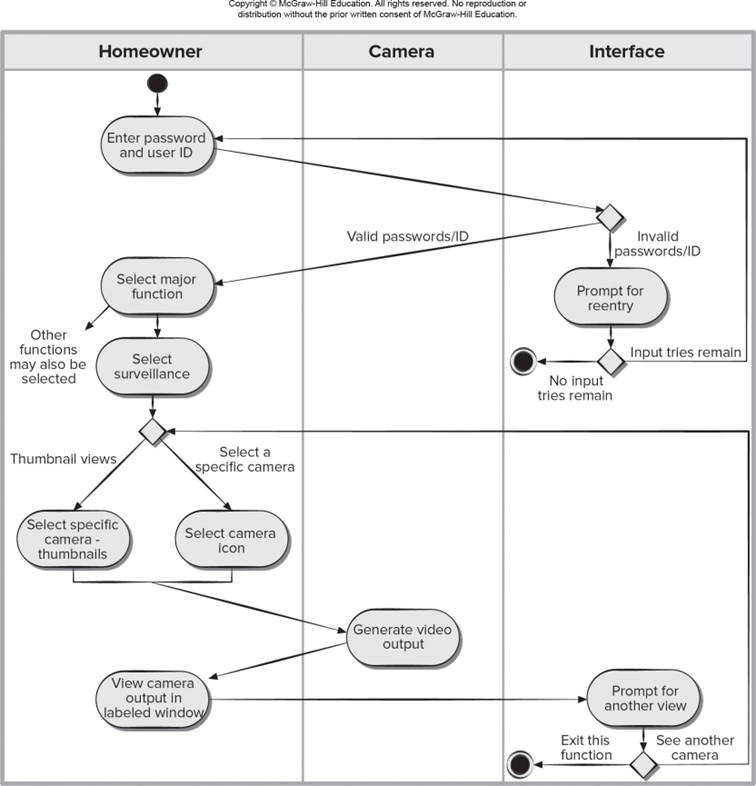 Copyright © McGraw-Hill Education. All rights reserved. No reproduction or
distribution without the prior written consent of McGraw-Hill Education.
Homeowner
Camera
Interface
Enter password
and user ID
Valid passwords/ID
Invalid
passwords/ID
Select major
function
Prompt for
reentry
Other
functions
may also be
selected
Select
surveillance
Input tries remain
No input
tries remain
Thumbnail views
Select a
specific camera
Select specific
camera -
thumbnails
Select camera
icon
Generate video
output
View camera
output in
labeled window
Prompt for
another view
Exit this
function
See another
camera